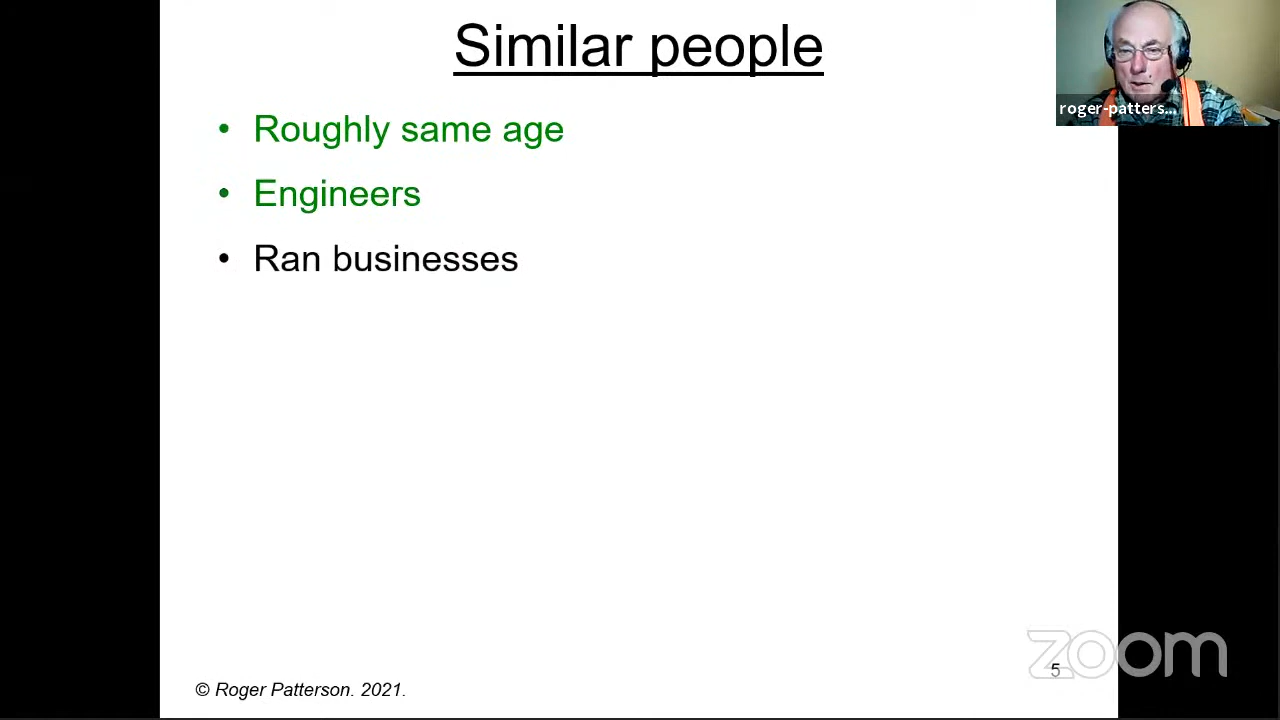 Similar people
• Roughly same age
• Engineers
• Ran businesses
roger-patters...
© Roger Patterson. 2021.
5
zoom